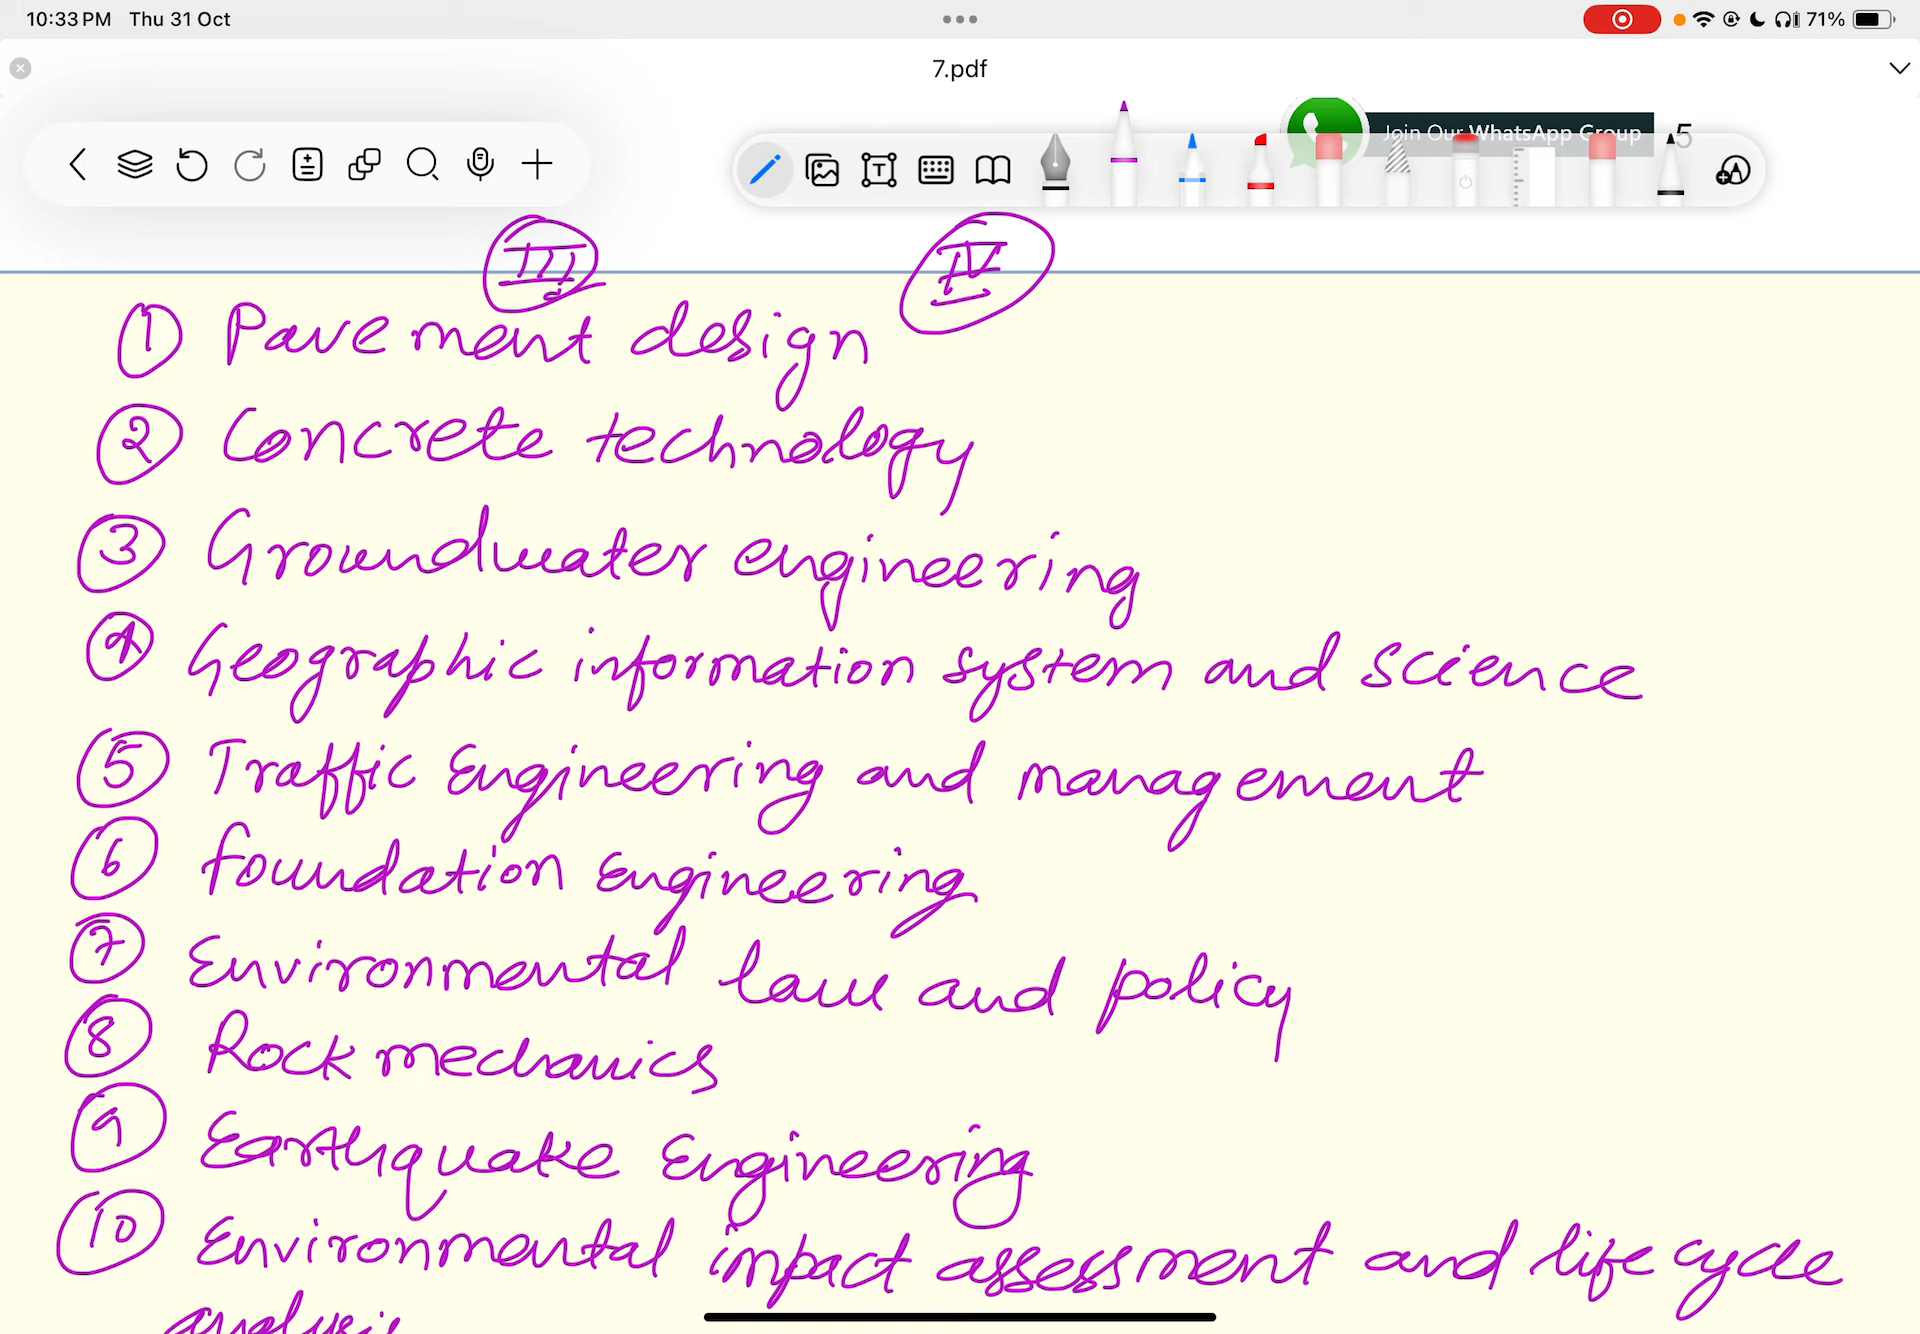 10:33 PM Thu 31 Oct
71%
7.pdf
Join Our WhatsApp Group
5
III IV
1 Pavement design
2 Concrete technology
3 Groundwater engineering
4 Geographic information system and science
5 Traffic Engineering and management
6 foundation Engineering
7 Environmental law and policy
8 Rock mechanics
9 Earthquake Engineering
10 Environmental impact assessment and life cycle
analysis